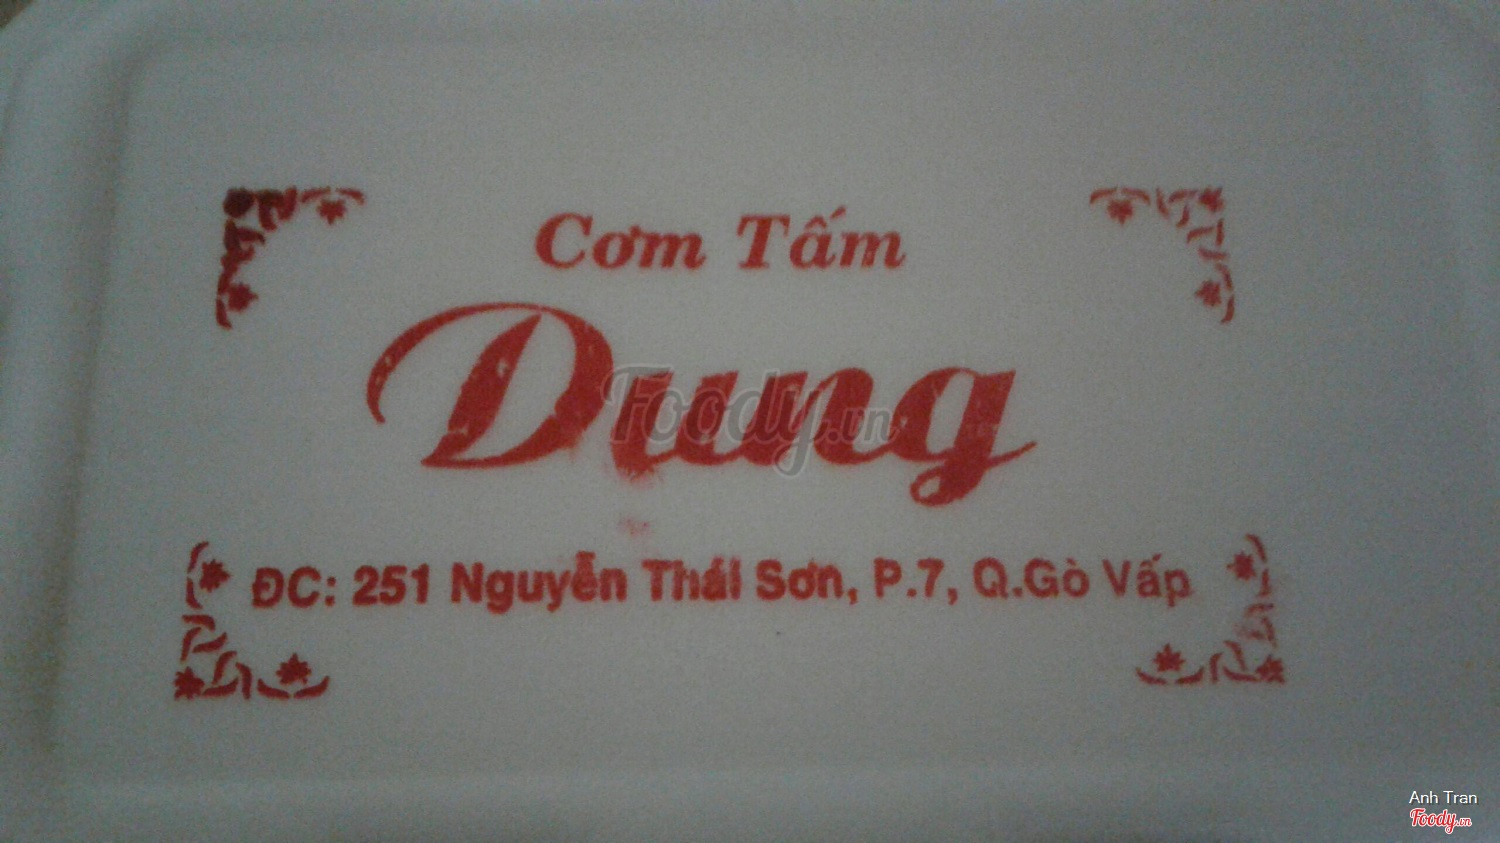 Cơm Tấm
Dung
Foody.vn
ĐC: 251 Nguyễn Thái Sơn, P.7, Q.Gò Vấp
Anh Tran
Foody.vn